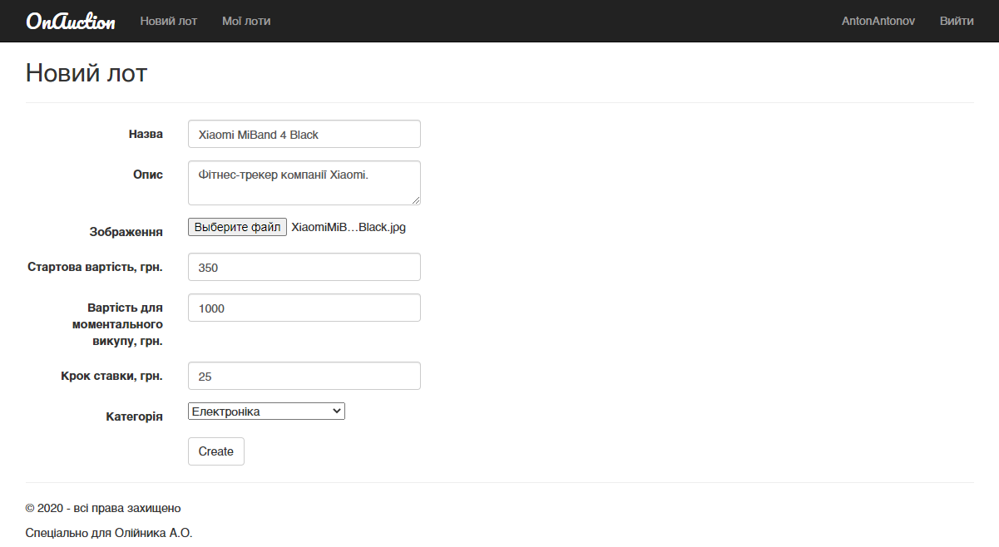 OnAuction Новий лот Мої лоти AntonAntonov Вийти
Новий лот
Назва Xiaomi MiBand 4 Black
Опис Фітнес-трекер компанії Xiaomi.
Зображення Выберите файл XiaomiMiB…Black.jpg
Стартова вартість, грн. 350
Вартість для 1000
моментального
викупу, грн.
Крок ставки, грн. 25
Категорія Електроніка
Create
© 2020 - всі права захищено
Спеціально для Олійника А.О.